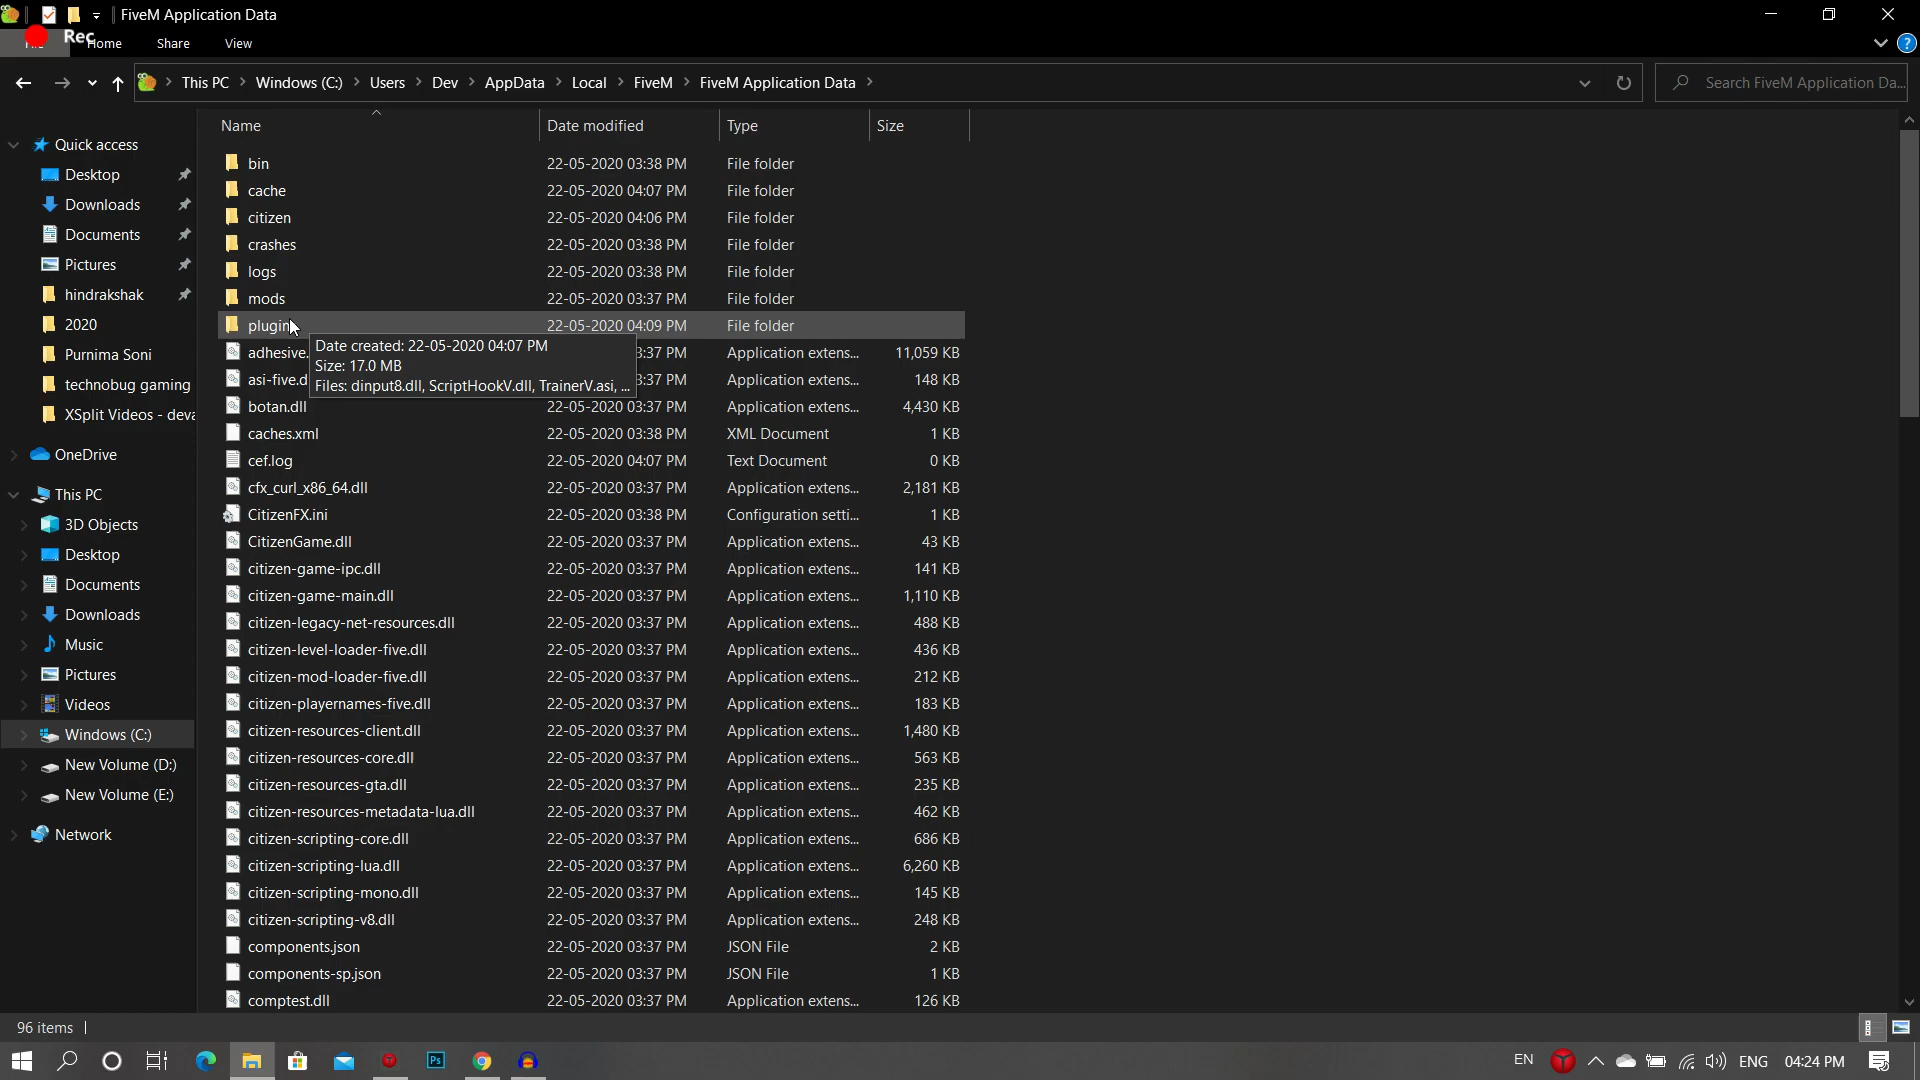 FiveM Application Data
Rec
Home Share View
This PC Windows (C:) Users Dev AppData Local FiveM FiveM Application Data
Search FiveM Application Da...
Name Date modified Type Size
Quick access
Desktop
Downloads
Documents
Pictures
hindrakshak
2020
Purnima Soni
technobug gaming
XSplit Videos - deva
OneDrive
This PC
3D Objects
Desktop
Documents
Downloads
Music
Pictures
Videos
Windows (C:)
New Volume (D:)
New Volume (E:)
Network
bin 22-05-2020 03:38 PM File folder
cache 22-05-2020 04:07 PM File folder
citizen 22-05-2020 04:06 PM File folder
crashes 22-05-2020 03:38 PM File folder
logs 22-05-2020 03:38 PM File folder
mods 22-05-2020 03:37 PM File folder
plugin 22-05-2020 04:09 PM File folder
adhesive. 3:37 PM Application extens... 11,059 KB
Date created: 22-05-2020 04:07 PM
Size: 17.0 MB
Files: dinput8.dll, ScriptHookV.dll, TrainerV.asi, ...
asi-five.d 3:37 PM Application extens... 148 KB
botan.dll 22-05-2020 03:37 PM Application extens... 4,430 KB
caches.xml 22-05-2020 03:38 PM XML Document 1 KB
cef.log 22-05-2020 04:07 PM Text Document 0 KB
cfx_curl_x86_64.dll 22-05-2020 03:37 PM Application extens... 2,181 KB
CitizenFX.ini 22-05-2020 03:38 PM Configuration setti... 1 KB
CitizenGame.dll 22-05-2020 03:37 PM Application extens... 43 KB
citizen-game-ipc.dll 22-05-2020 03:37 PM Application extens... 141 KB
citizen-game-main.dll 22-05-2020 03:37 PM Application extens... 1,110 KB
citizen-legacy-net-resources.dll 22-05-2020 03:37 PM Application extens... 488 KB
citizen-level-loader-five.dll 22-05-2020 03:37 PM Application extens... 436 KB
citizen-mod-loader-five.dll 22-05-2020 03:37 PM Application extens... 212 KB
citizen-playernames-five.dll 22-05-2020 03:37 PM Application extens... 183 KB
citizen-resources-client.dll 22-05-2020 03:37 PM Application extens... 1,480 KB
citizen-resources-core.dll 22-05-2020 03:37 PM Application extens... 563 KB
citizen-resources-gta.dll 22-05-2020 03:37 PM Application extens... 235 KB
citizen-resources-metadata-lua.dll 22-05-2020 03:37 PM Application extens... 462 KB
citizen-scripting-core.dll 22-05-2020 03:37 PM Application extens... 686 KB
citizen-scripting-lua.dll 22-05-2020 03:37 PM Application extens... 6,260 KB
citizen-scripting-mono.dll 22-05-2020 03:37 PM Application extens... 145 KB
citizen-scripting-v8.dll 22-05-2020 03:37 PM Application extens... 248 KB
components.json 22-05-2020 03:37 PM JSON File 2 KB
components-sp.json 22-05-2020 03:37 PM JSON File 1 KB
comptest.dll 22-05-2020 03:37 PM Application extens... 126 KB
96 items
Ps
EN ENG 04:24 PM